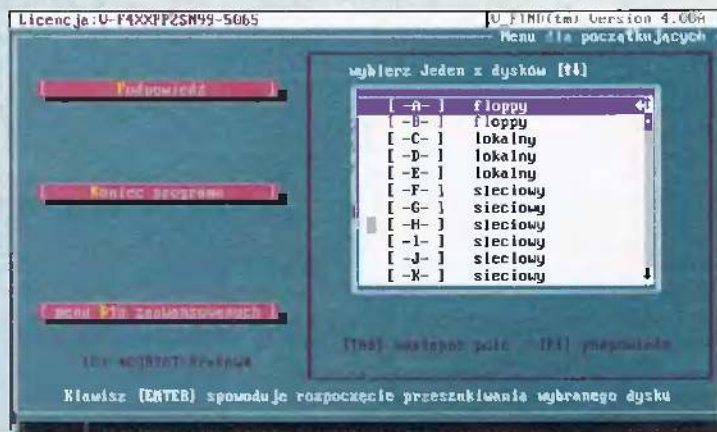 Licencja:V-F4XXPPZSN99-5065
V_FIND(tm) Version 4.00A
Menu dla początkujących
Podpowiedź
wybierz Jeden z dysków [↑↓]
[ -A- ] floppy
[ -B- ] floppy
[ -C- ] lokalny
[ -D- ] lokalny
[ -E- ] lokalny
Koniec programu
[ -F- ] sieciowy
[ -G- ] sieciowy
[ -H- ] sieciowy
[ -I- ] sieciowy
[ -J- ] sieciowy
[ -K- ] sieciowy
menu Dla zaawansowanych
[TAB] następne pole [F1] podpowiedź
Klawisz [ENTER] spowoduje rozpoczęcie przeszukiwania wybranego dysku